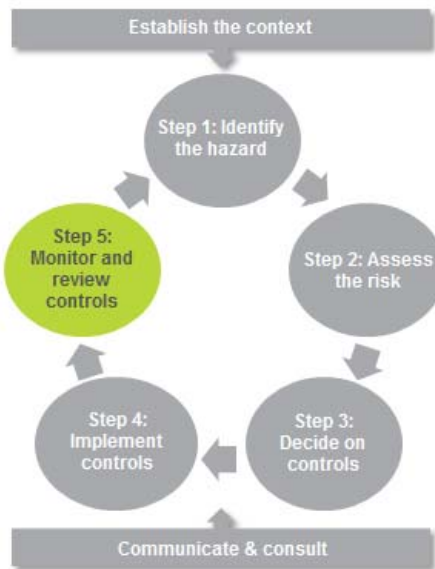 Establish the context
Step 1: Identify
the hazard
Step 2: Assess
the risk
Step 3:
Decide on
controls
Step 4:
Implement
controls
Step 5:
Monitor and
review
controls
Communicate & consult